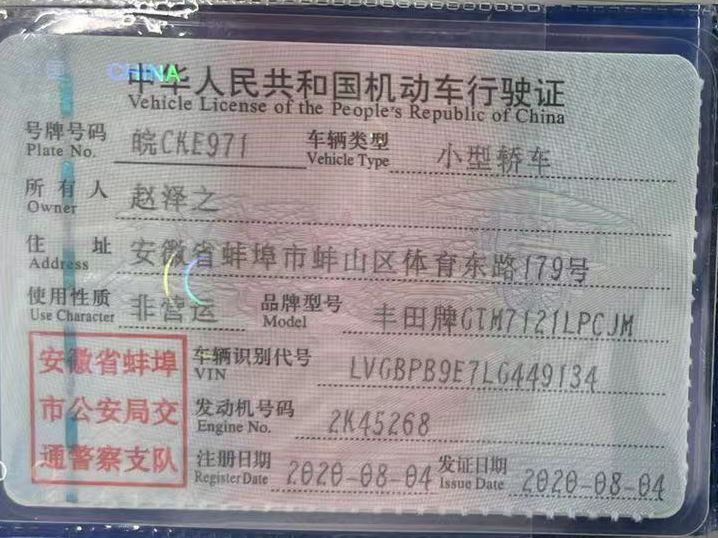 CHINA
中华人民共和国机动车行驶证
Vehicle License of the People's Republic of China
号牌号码 皖CKE971 车辆类型 小型轿车
Plate No. Vehicle Type
所有人 赵泽之
Owner
住址 安徽省蚌埠市蚌山区体育东路179号
Address
使用性质 非营运 品牌型号 丰田牌GTM7121LPCJM
Use Character Model
安徽省蚌埠
市公安局交
通警察支队
车辆识别代号 LVGBPB9E7LG449134
VIN
发动机号码 2K45268
Engine No.
注册日期 2020-08-04 发证日期 2020-08-04
Register Date Issue Date